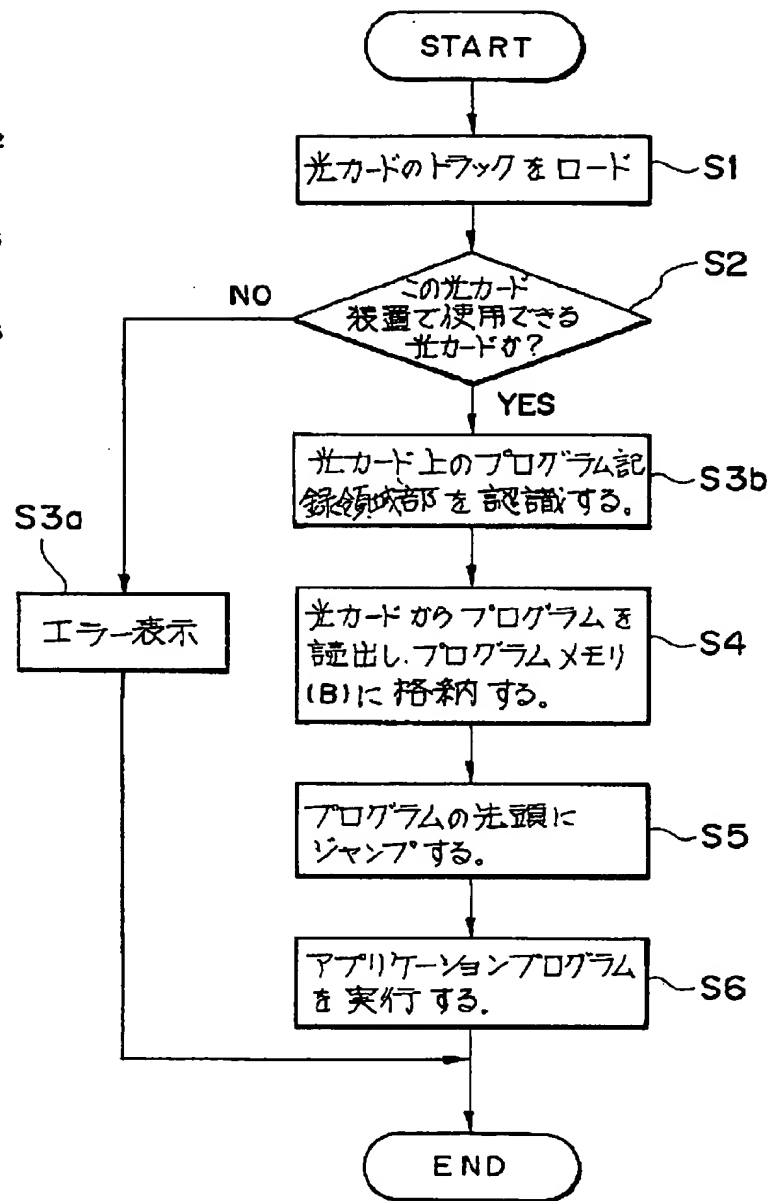 START
光カードのトラックをロード
S1
この光カード
装置で使用できる
光カードか?
S2
NO
YES
光カード上のプログラム記
録領域部を認識する。
S3b
S3a
エラー表示
光カードからプログラムを
読出し、プログラムメモリ
(B)に格納する。
S4
プログラムの先頭に
ジャンプする。
S5
アプリケーションプログラム
を実行する。
S6
END